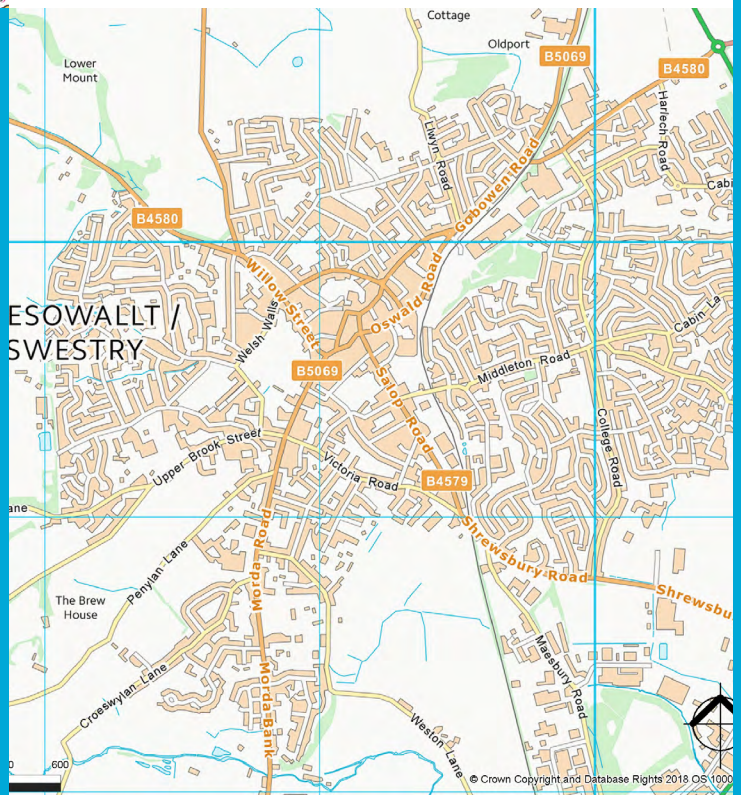 Cottage
Oldport
B5069
B4580
Lower
Mount
Harlech Road
Llwyn Road
Gobowen Road
Cabi
B4580
Willow Street
Oswald Road
Welsh Walls
ESOWALLT /
SWESTRY
Cabin La
B5069
Middleton Road
Salop Road
College Road
Upper Brook Street
Victoria Road
B4579
ane
Shrewsbury Road
Morda Road
Penylan Lane
Shrewsbu
The Brew
House
Maesbury Road
Croeswylan Lane
Morda Bank
Weston Lane
0 600
© Crown Copyright and Database Rights 2018 OS 1000